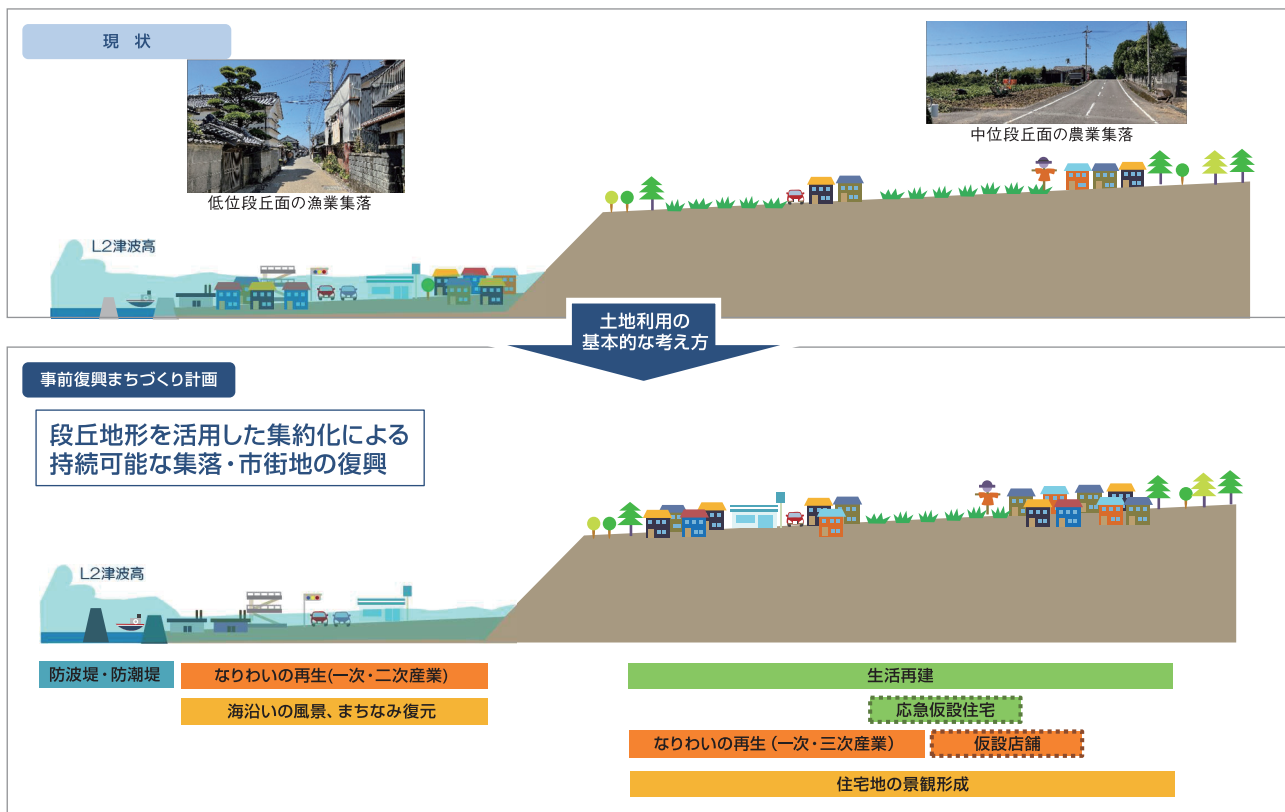 現 状
低位段丘面の漁業集落
中位段丘面の農業集落
L2津波高
土地利用の
基本的な考え方
事前復興まちづくり計画
段丘地形を活用した集約化による
持続可能な集落・市街地の復興
L2津波高
防波堤・防潮堤
なりわいの再生(一次・二次産業)
海沿いの風景、まちなみ復元
生活再建
応急仮設住宅
なりわいの再生（一次・三次産業）
仮設店舗
住宅地の景観形成